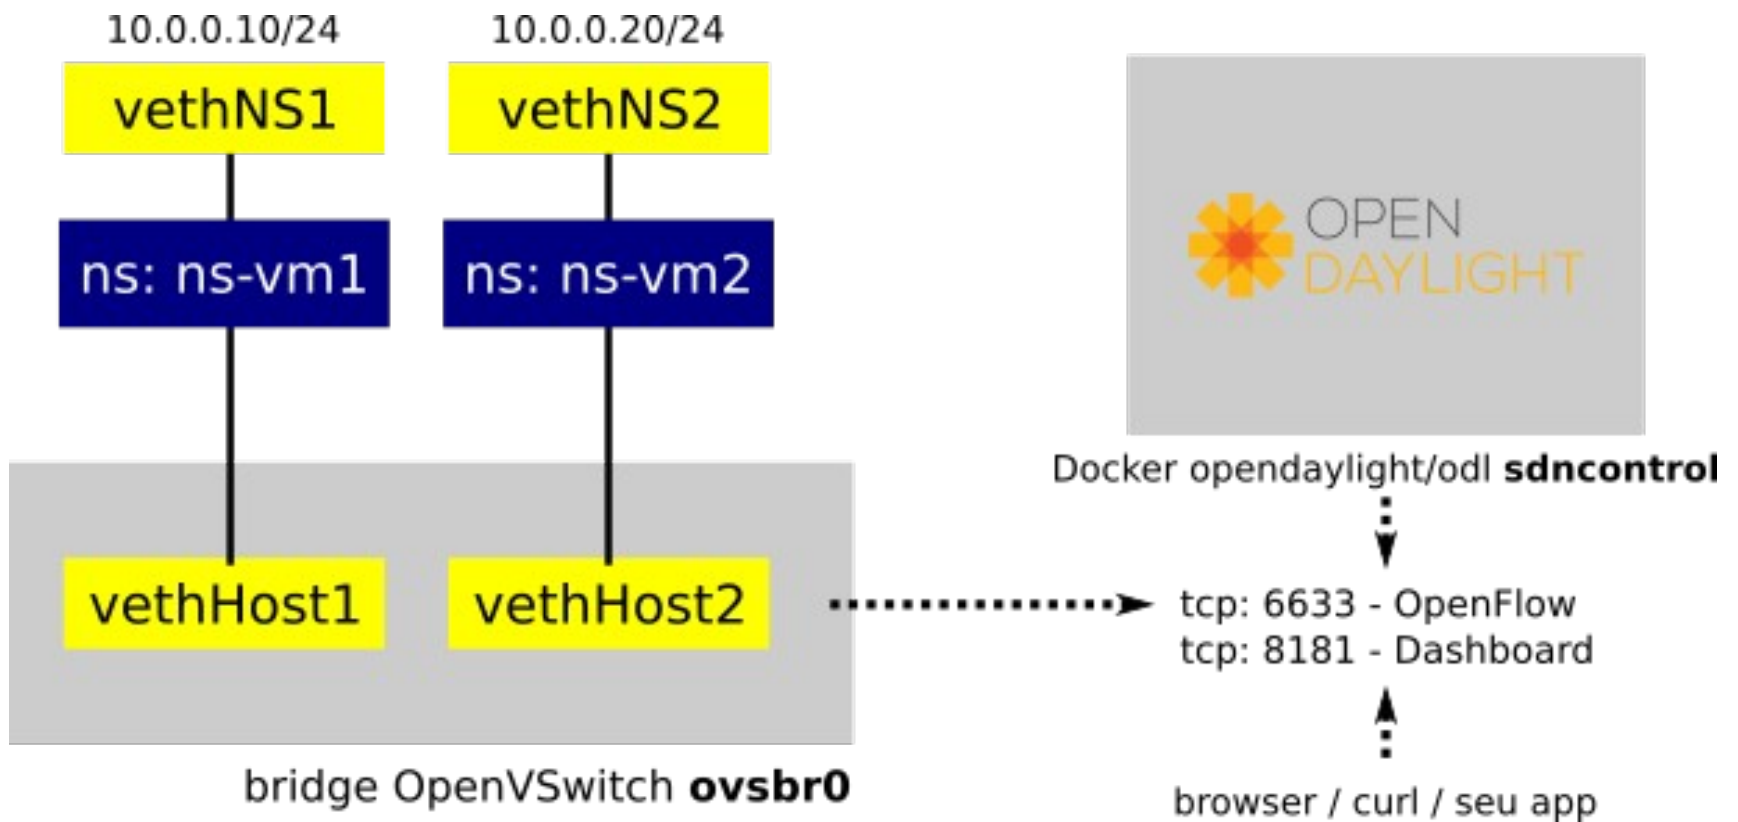 10.0.0.10/24
10.0.0.20/24
vethNS1
vethNS2
ns: ns-vm1
ns: ns-vm2
vethHost1
vethHost2
bridge OpenVSwitch ovsbr0
OPEN
DAYLIGHT
Docker opendaylight/odl sdncontrol
tcp: 6633 - OpenFlow
tcp: 8181 - Dashboard
browser / curl / seu app